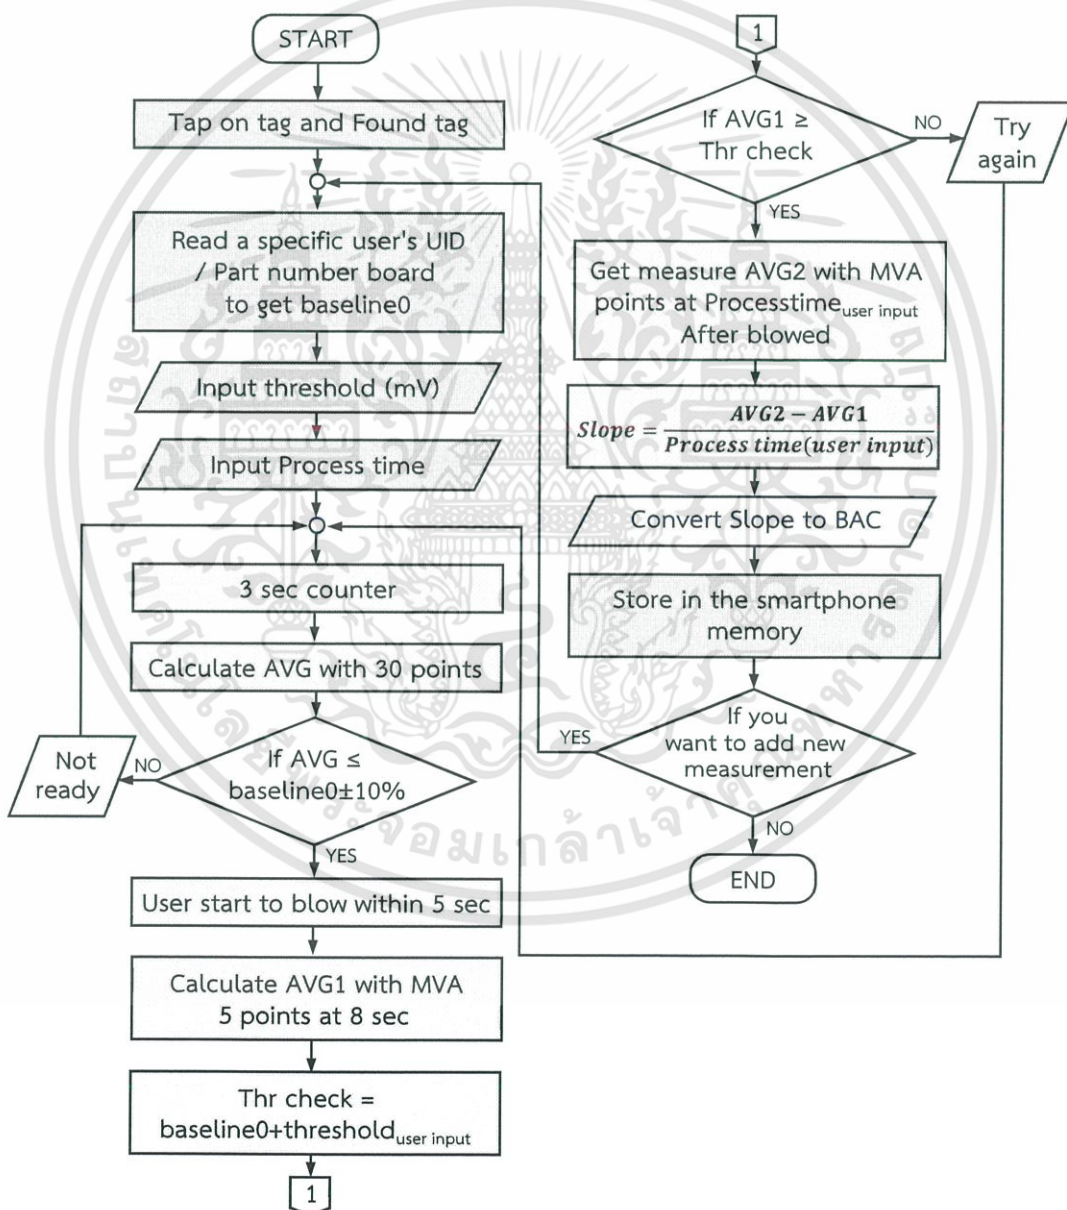 START
Tap on tag and Found tag
Read a specific user's UID
/ Part number board
to get baseline0
Input threshold (mV)
Input Process time
3 sec counter
Calculate AVG with 30 points
Not
ready
NO
If AVG ≤
baseline0±10%
YES
User start to blow within 5 sec
Calculate AVG1 with MVA
5 points at 8 sec
Thr check =
baseline0+threshold user input
1
1
If AVG1 ≥
Thr check
NO
Try
again
YES
Get measure AVG2 with MVA
points at Processtime user input
After blowed
Slope = AVG2 − AVG1
Process time(user input)
Convert Slope to BAC
Store in the smartphone
memory
YES
If you
want to add new
measurement
NO
END